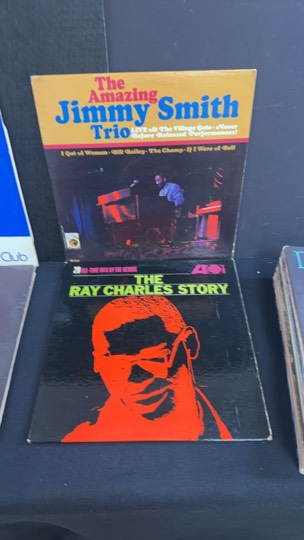 The
Amazing
Jimmy Smith
Trio LIVE At The Village Gate - Never
Before Released Performances!
I Got A Woman - Bill Bailey - The Champ - If I Were A Bell
Club
ALL-TIME HITS BY THE GENIUS
THE
RAY CHARLES STORY